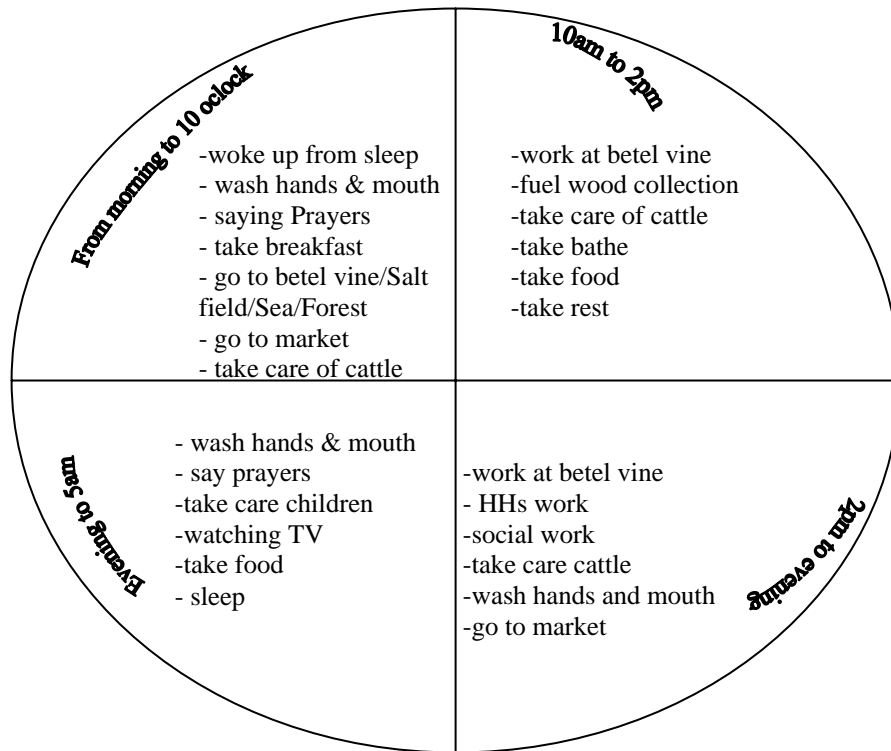 From morning to 10 oclock
-woke up from sleep
- wash hands & mouth
- saying Prayers
- take breakfast
- go to betel vine/Salt
field/Sea/Forest
- go to market
- take care of cattle
10am to 2pm
-work at betel vine
-fuel wood collection
-take care of cattle
-take bathe
-take food
-take rest
Evening to 5am
- wash hands & mouth
- say prayers
-take care children
-watching TV
-take food
- sleep
2pm to evening
-work at betel vine
- HHs work
-social work
-take care cattle
-wash hands and mouth
-go to market